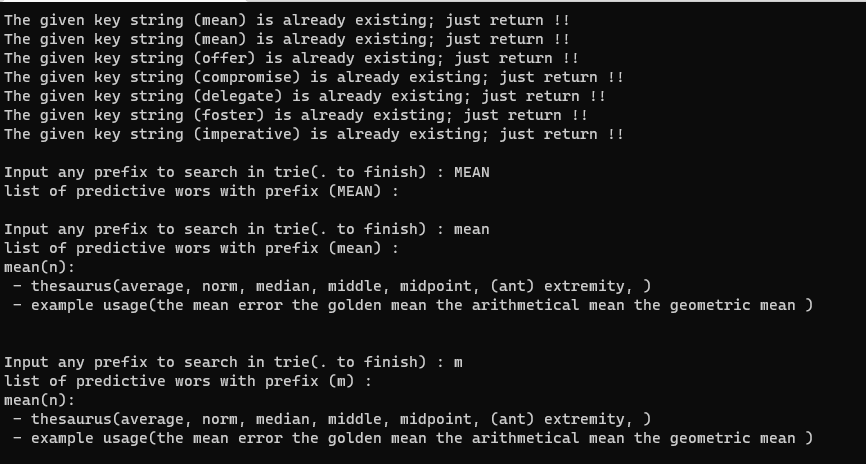 The given key string (mean) is already existing; just return !!
The given key string (mean) is already existing; just return !!
The given key string (offer) is already existing; just return !!
The given key string (compromise) is already existing; just return !!
The given key string (delegate) is already existing; just return !!
The given key string (foster) is already existing; just return !!
The given key string (imperative) is already existing; just return !!
Input any prefix to search in trie(. to finish) : MEAN
list of predictive wors with prefix (MEAN) :
Input any prefix to search in trie(. to finish) : mean
list of predictive wors with prefix (mean) :
mean(n):
- thesaurus(average, norm, median, middle, midpoint, (ant) extremity, )
- example usage(the mean error the golden mean the arithmetical mean the geometric mean )
Input any prefix to search in trie(. to finish) : m
list of predictive wors with prefix (m) :
mean(n):
- thesaurus(average, norm, median, middle, midpoint, (ant) extremity, )
- example usage(the mean error the golden mean the arithmetical mean the geometric mean )